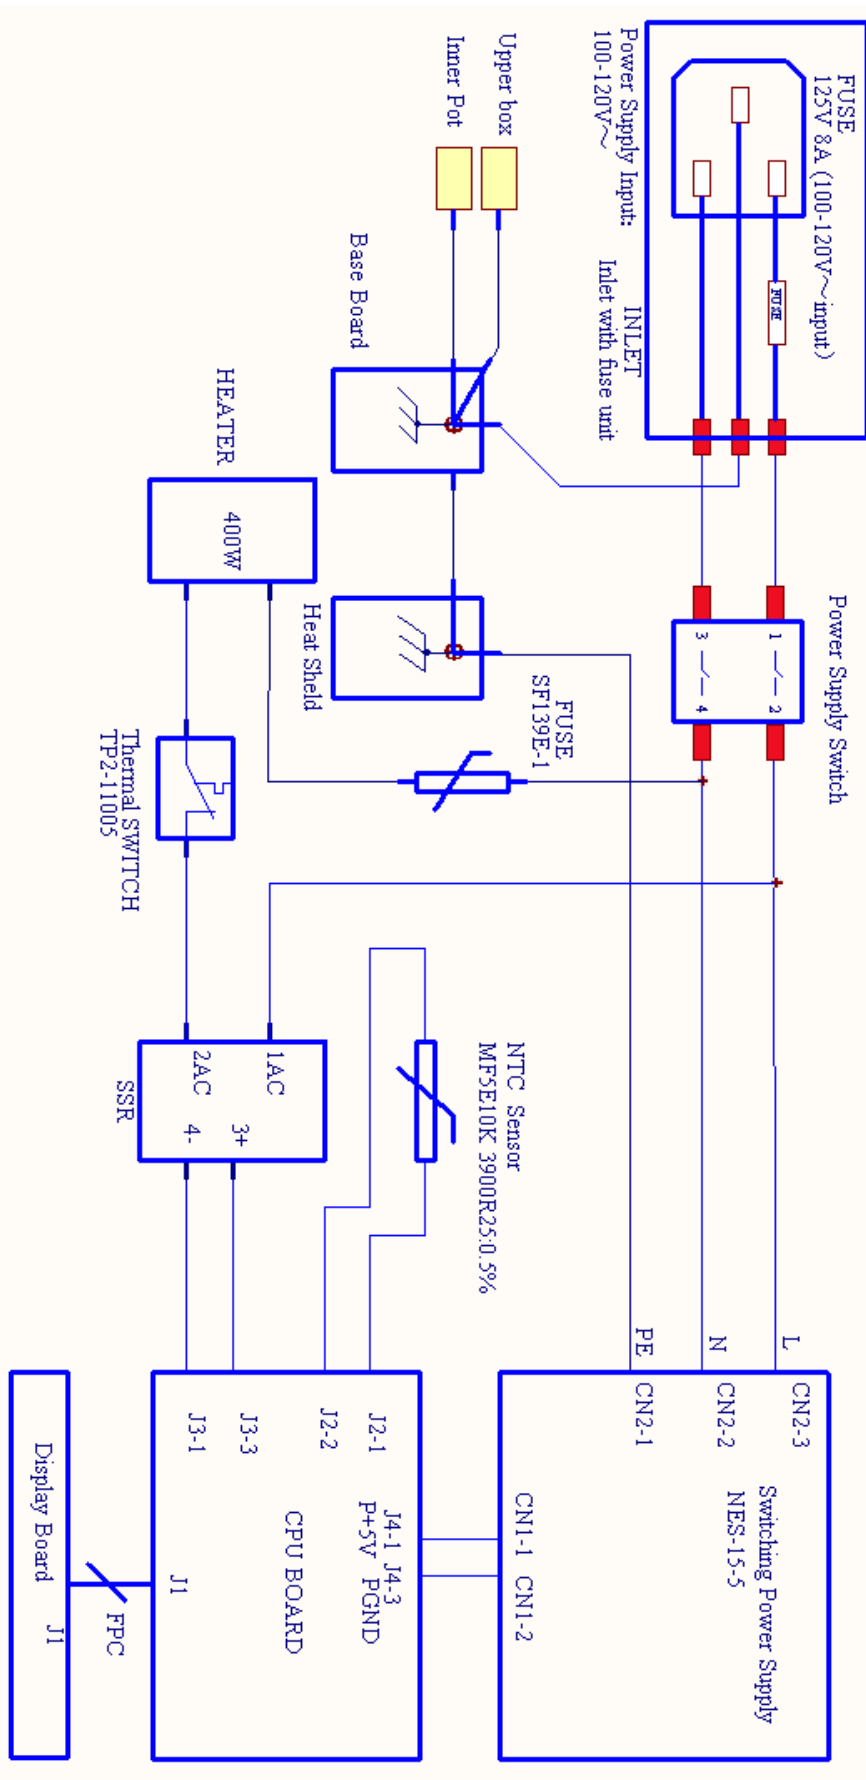 FUSE
125V 8A (100-120V～input)
FUSE
INLET
Inlet with fuse unit
Power Supply Input:
100-120V～
Upper box
Inner Pot
Base Board
Power Supply Switch
1
2
3
4
HEATER
400W
Heat Sheld
FUSE
SF139E-1
Thermal SWITCH
TP2-11005
NTC Sensor
MF5E10K 3900R25:0.5%
1AC
2AC
3+
4-
SSR
L
N
PE
CN2-3
CN2-2
CN2-1
Switching Power Supply
NES-15-5
CN1-1 CN1-2
J4-1 J4-3
P+5V PGND
J2-1
J2-2
J3-3
J3-1
CPU BOARD
J1
FPC
Display Board
J1